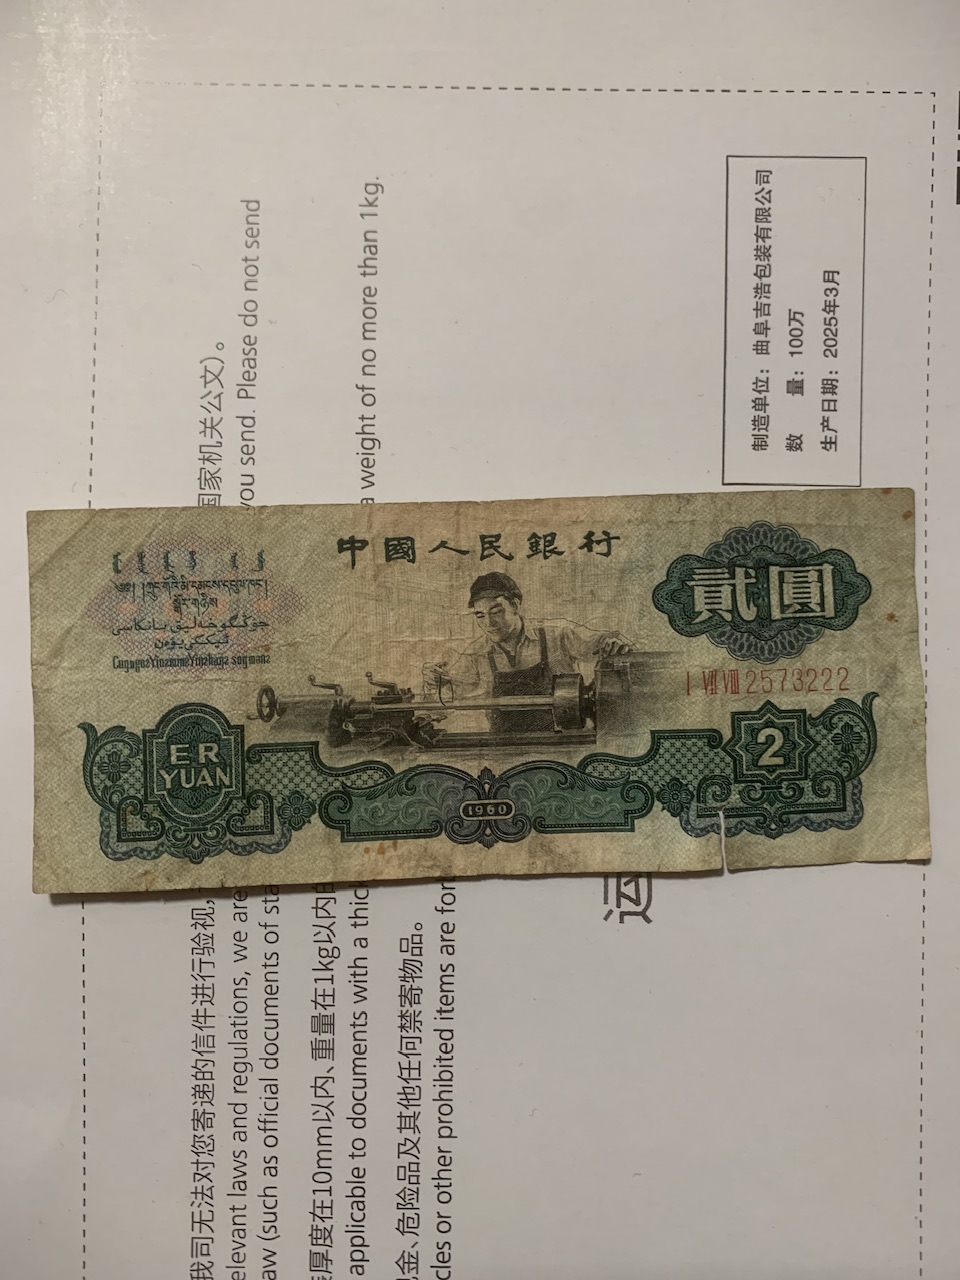 中國人民銀行
貳圓
I VII VIII 2573222
ER
YUAN
2
1960
制造单位：曲阜吉浩包装有限公司
数 量：100万
生产日期：2025年3月
国家机关公文）。
you send. Please do not send
a weight of no more than 1kg.
我司无法对您寄递的信件进行验视，
relevant laws and regulations, we are
law (such as official documents of sta
厚度在10mm以内、重量在1kg以内的
applicable to documents with a thic
金、危险品及其他任何禁寄物品。
cles or other prohibited items are for
运